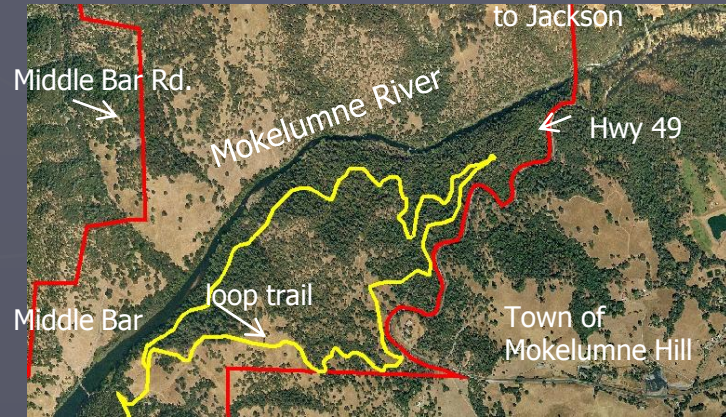 to Jackson
Middle Bar Rd.
Mokelumne River
Hwy 49
loop trail
Middle Bar
Town of
Mokelumne Hill